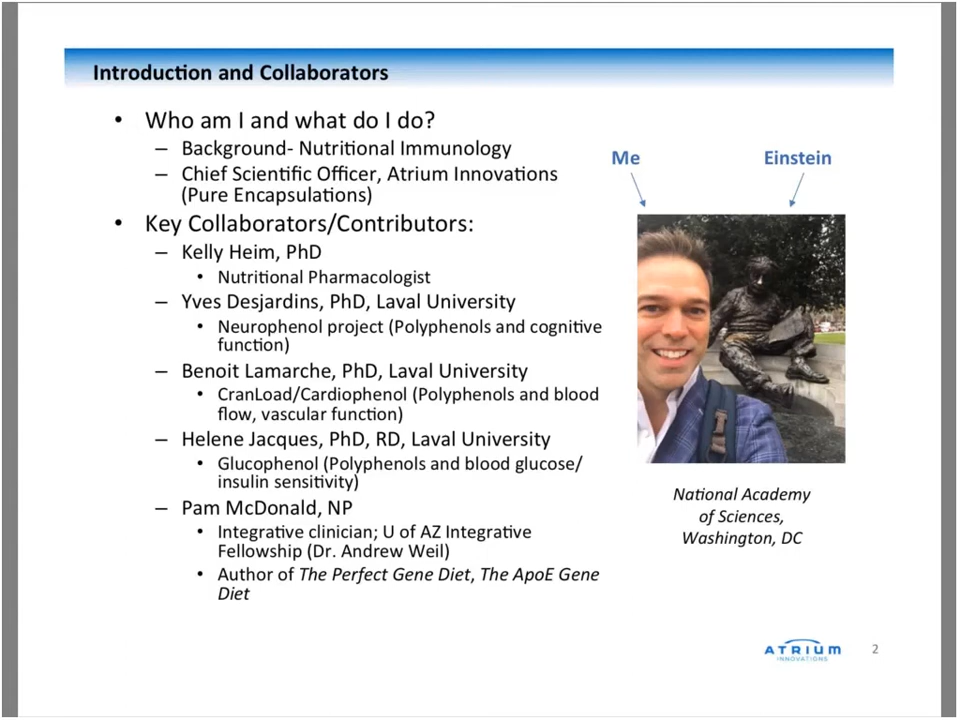 Introduction and Collaborators
• Who am I and what do I do?
– Background- Nutritional Immunology
– Chief Scientific Officer, Atrium Innovations
(Pure Encapsulations)
• Key Collaborators/Contributors:
– Kelly Heim, PhD
• Nutritional Pharmacologist
– Yves Desjardins, PhD, Laval University
• Neurophenol project (Polyphenols and cognitive
function)
– Benoit Lamarche, PhD, Laval University
• CranLoad/Cardiophenol (Polyphenols and blood
flow, vascular function)
– Helene Jacques, PhD, RD, Laval University
• Glucophenol (Polyphenols and blood glucose/
insulin sensitivity)
– Pam McDonald, NP
• Integrative clinician; U of AZ Integrative
Fellowship (Dr. Andrew Weil)
• Author of The Perfect Gene Diet, The ApoE Gene
Diet
Me
Einstein
National Academy
of Sciences,
Washington, DC
ATRIUM
INNOVATIONS
2